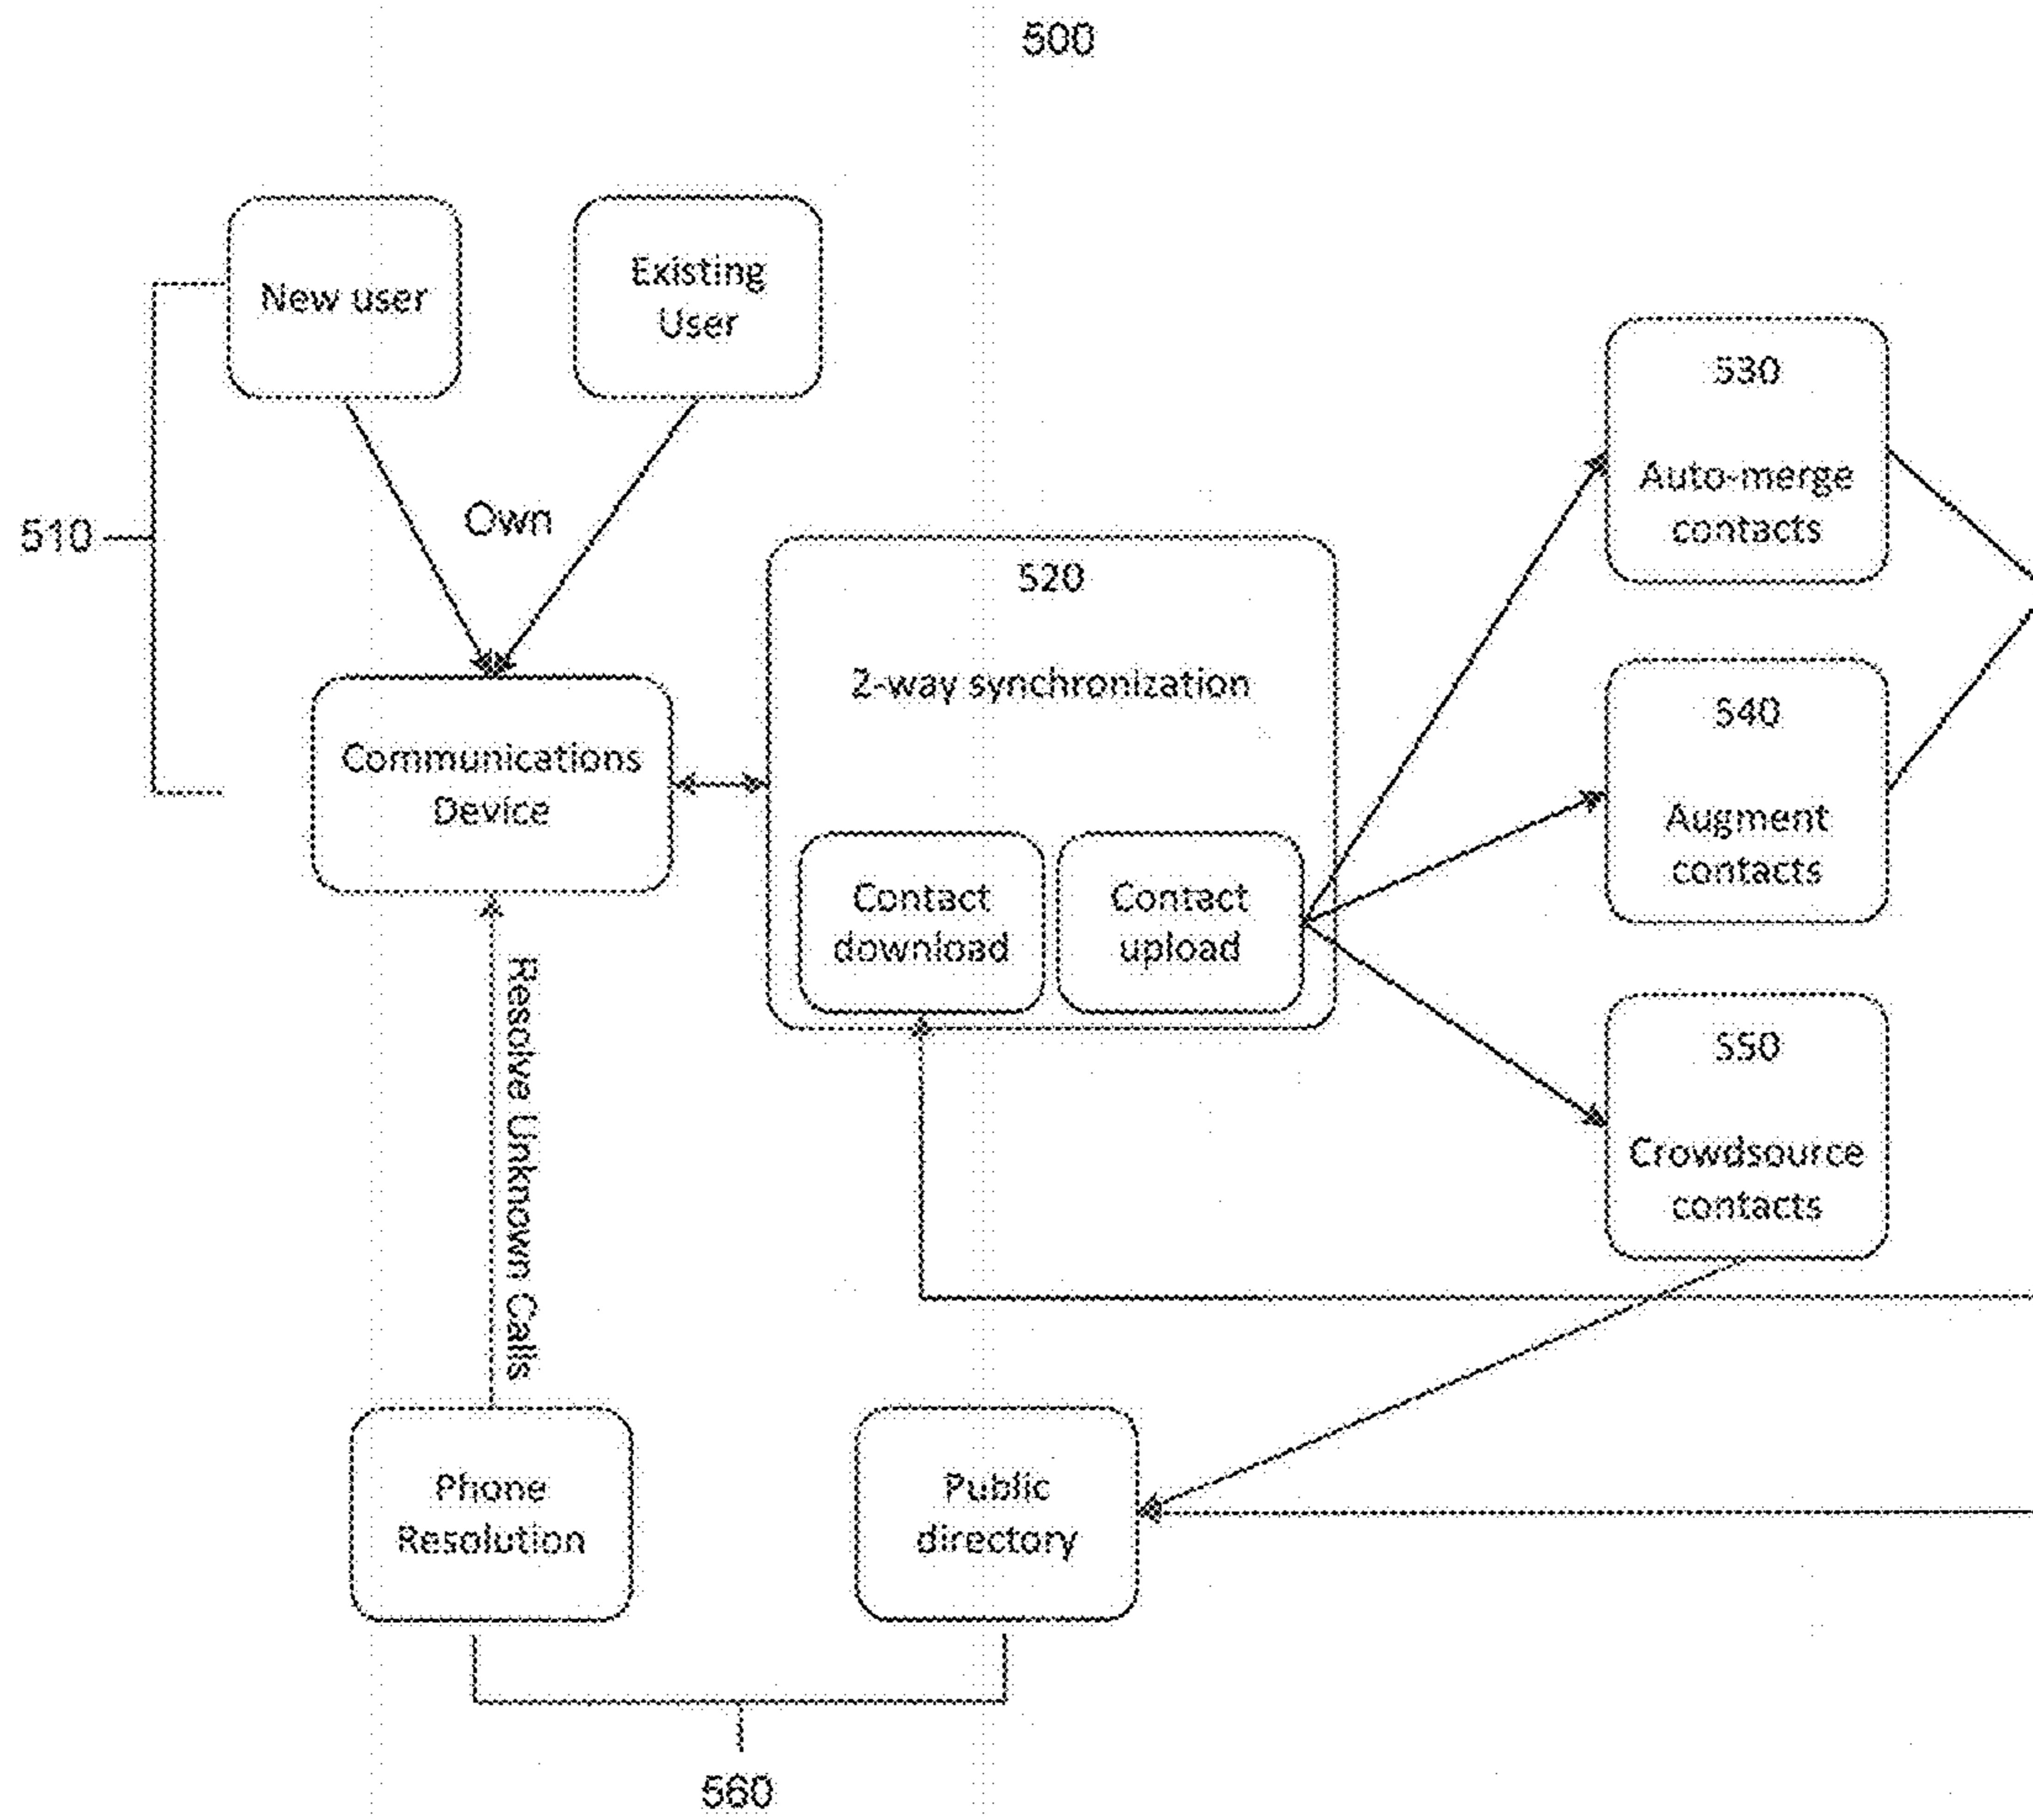 500
New user
Existing
User
510
Own
530
Auto-merge
contacts
520
2-way synchronization
Communications
Device
540
Augment
contacts
Contact
download
Contact
upload
Resolve Unknown Calls
550
Crowdsource
contacts
Phone
Resolution
Public
directory
560